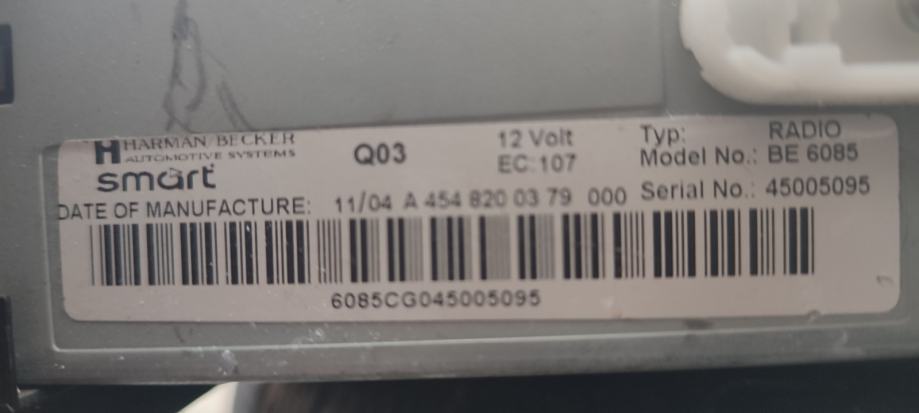 HARMAN/BECKER
AUTOMOTIVE SYSTEMS
smart
Q03
12 Volt
EC: 107
Typ: RADIO
Model No.: BE 6085
Serial No.: 45005095
DATE OF MANUFACTURE: 11/04 A 454 820 03 79 000
6085CG045005095